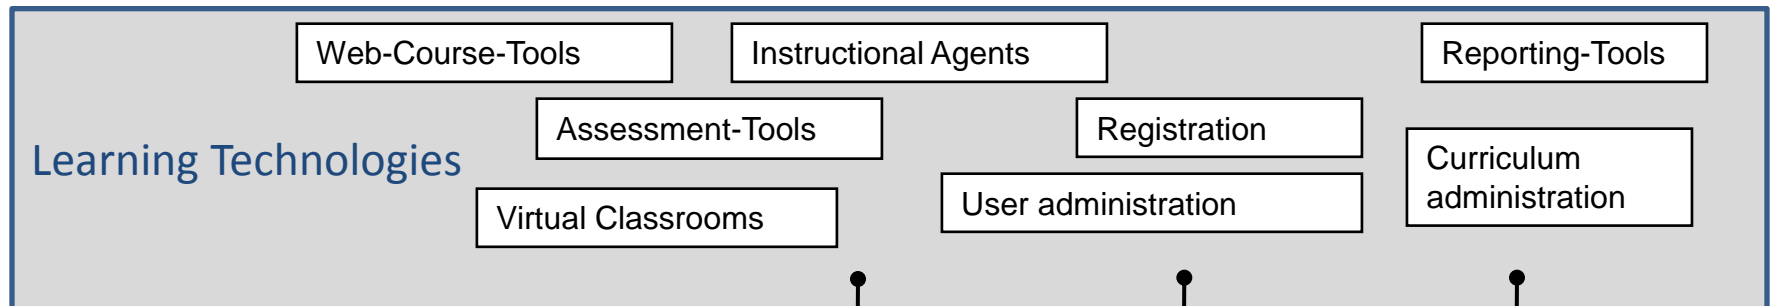 Web-Course-Tools
Instructional Agents
Reporting-Tools
Assessment-Tools
Registration
Learning Technologies
Curriculum
administration
Virtual Classrooms
User administration